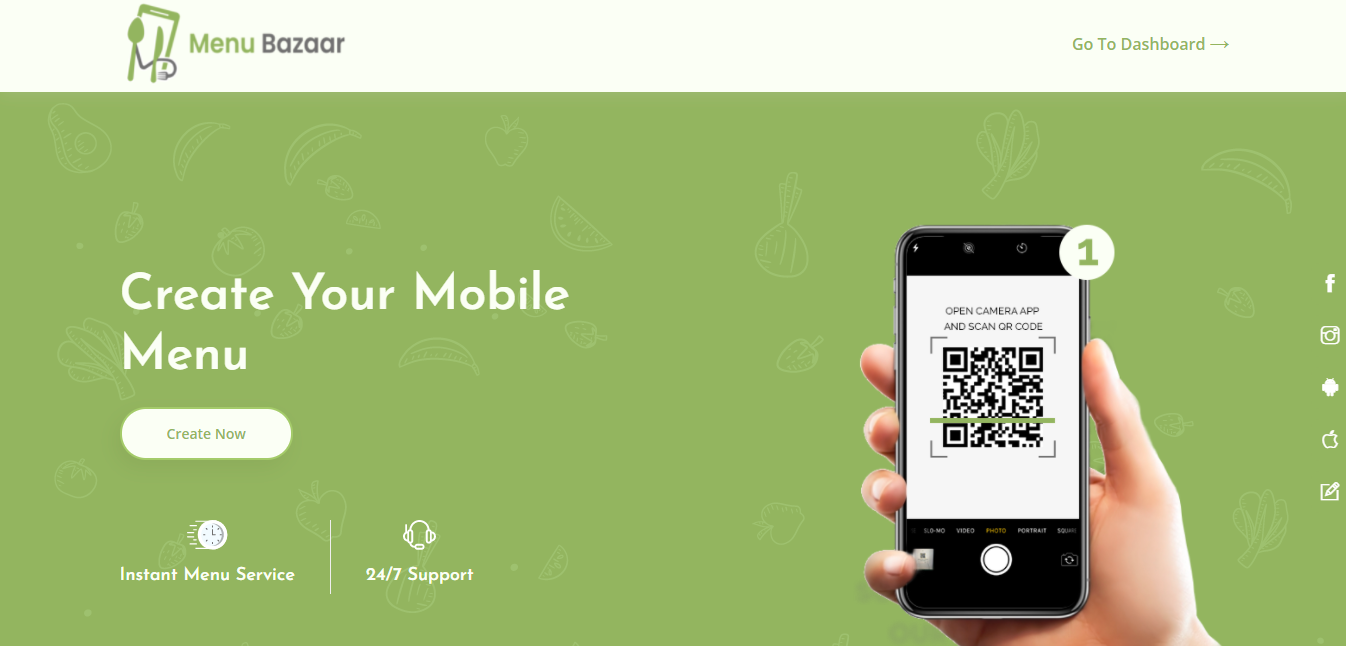 Menu Bazaar
Go To Dashboard →
Create Your Mobile
Menu
Create Now
Instant Menu Service
24/7 Support
1
OPEN CAMERA APP
AND SCAN QR CODE
SLO-MO VIDEO PHOTO PORTRAIT SQUARE